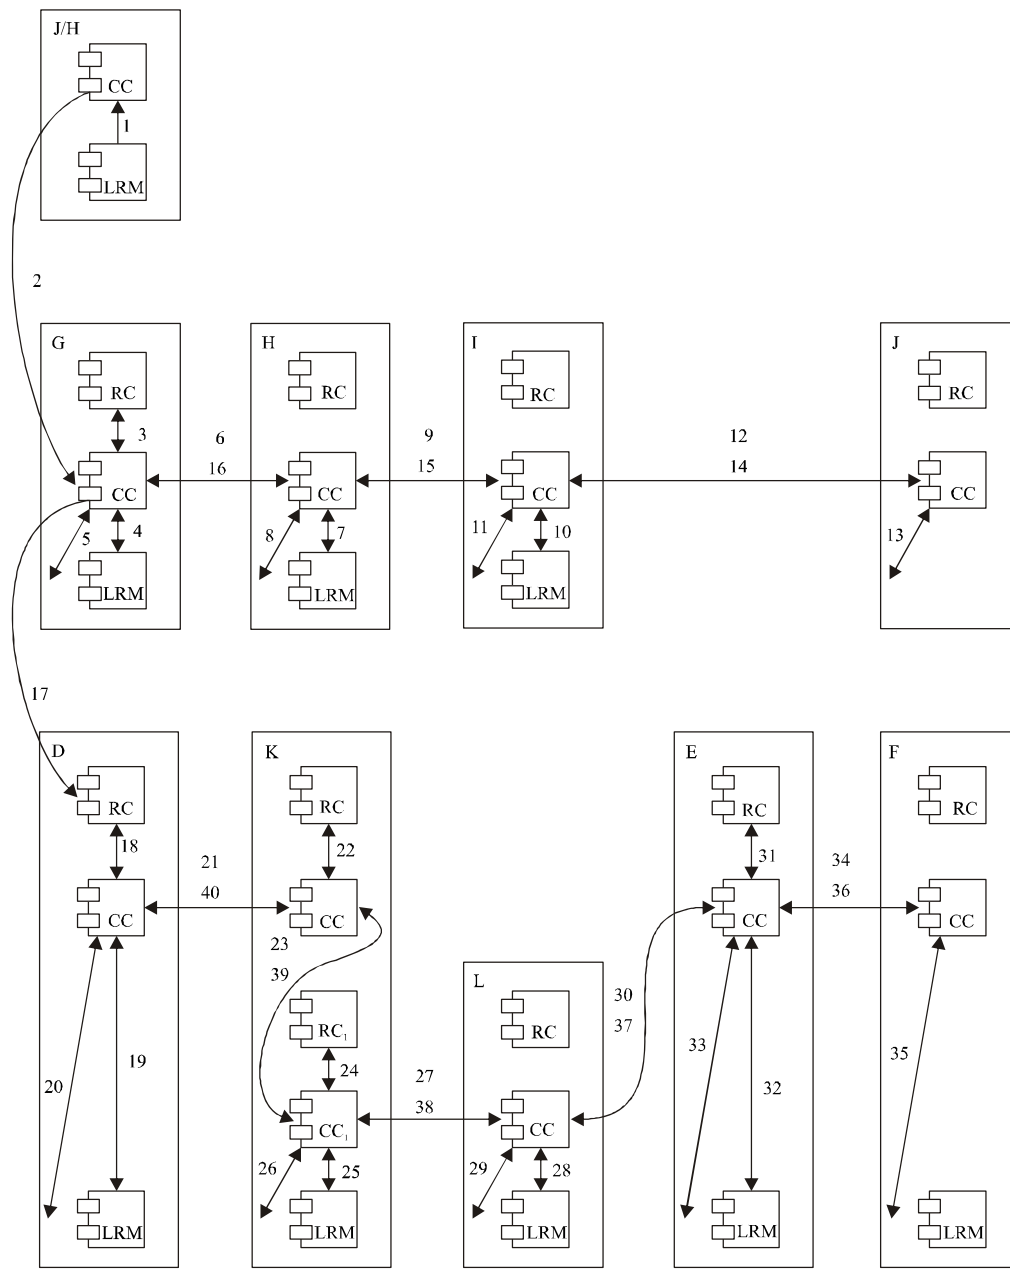 J/H
CC
1
LRM
2
G
H
I
J
RC
RC
RC
RC
3
6
9
12
16
15
14
CC
CC
CC
CC
5
4
8
7
11
10
13
LRM
LRM
LRM
17
D
K
E
F
RC
RC
RC
RC
18
22
31
21
34
40
36
CC
CC
CC
CC
23
39
L
30
37
RC₁
RC
20
19
24
27
38
33
32
35
CC₁
CC
26
25
29
28
LRM
LRM
LRM
LRM
LRM